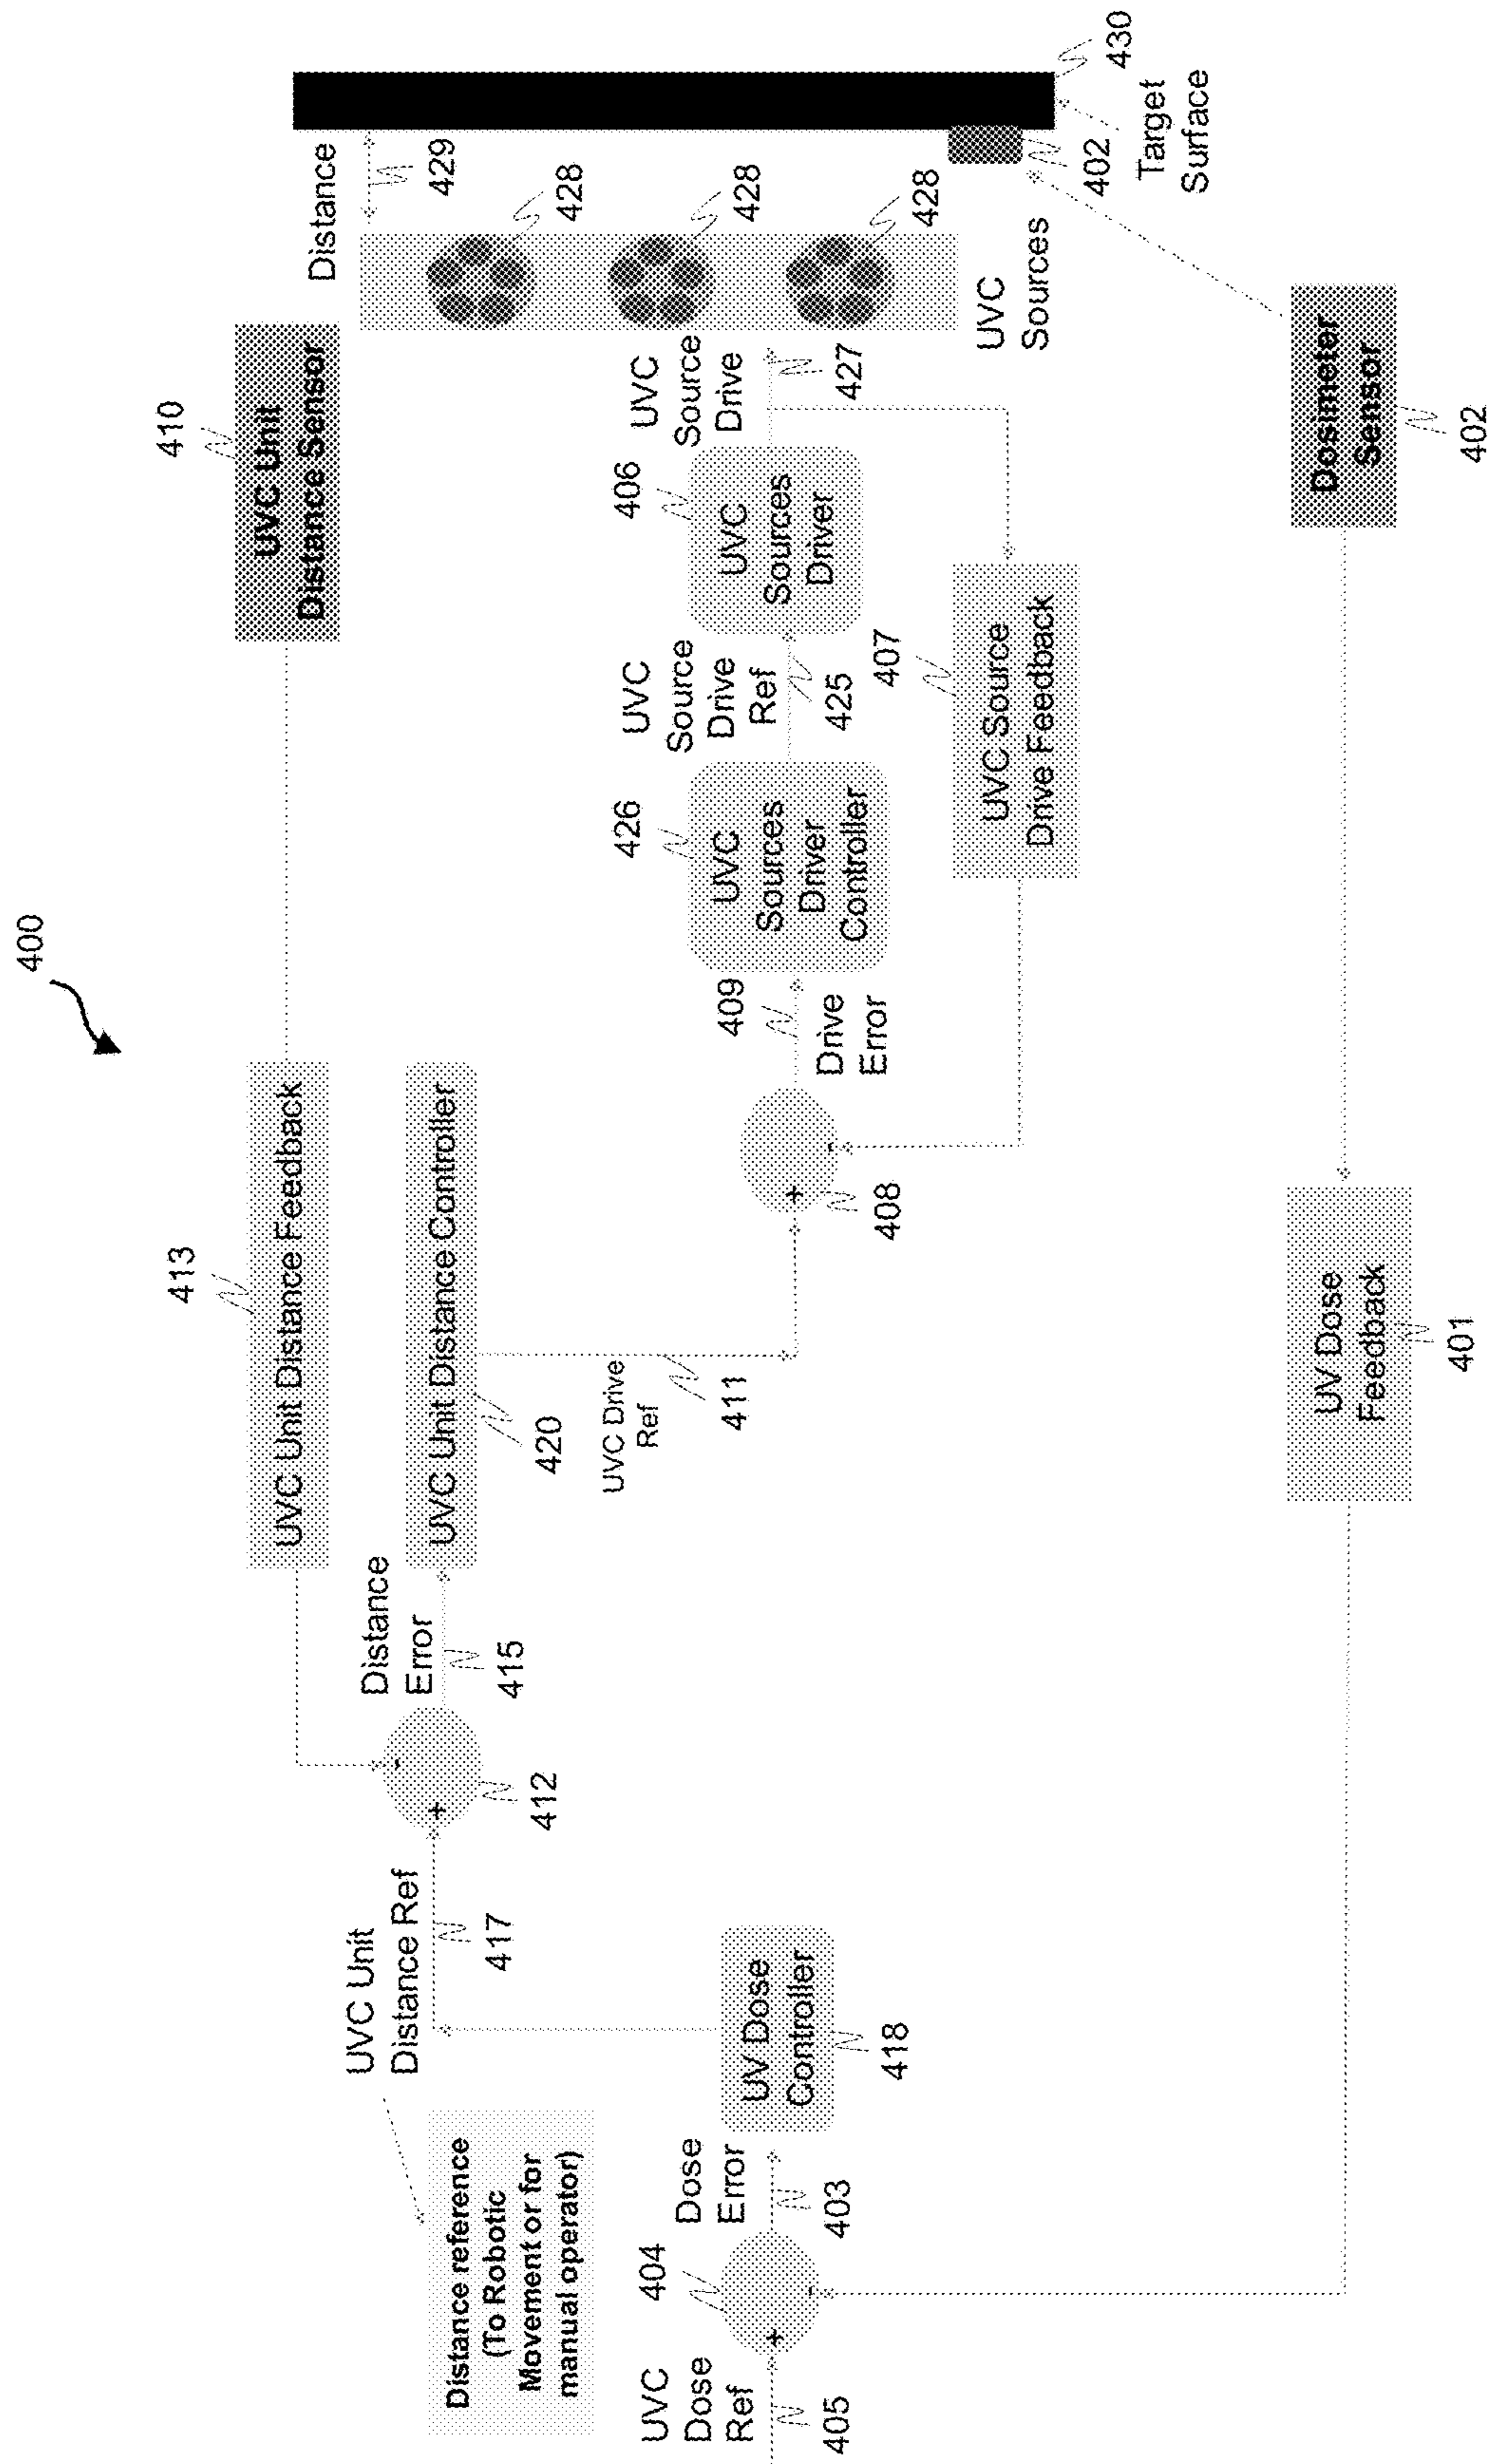 400
410
UVC Unit
Distance Sensor
413
UVC Unit Distance Feedback
UVC Unit Distance Controller
420
Distance
Error
415
412
+
-
UVC Unit
Distance Ref
417
Distance reference
(To Robotic
Movement or for
manual operator)
UVC
Dose
Ref
405
404
+
-
Dose
Error
403
UV Dose
Controller
418
UVC Drive
Ref
411
408
+
-
409
Drive
Error
426
UVC
Sources
Driver
Controller
UVC
Source
Drive
Ref
425
406
UVC
Sources
Driver
407
UVC Source
Drive Feedback
UVC
Source
Drive
427
Distance
429
428
428
428
UVC
Sources
402
Target
Surface
430
Dosimeter
Sensor
402
UV Dose
Feedback
401